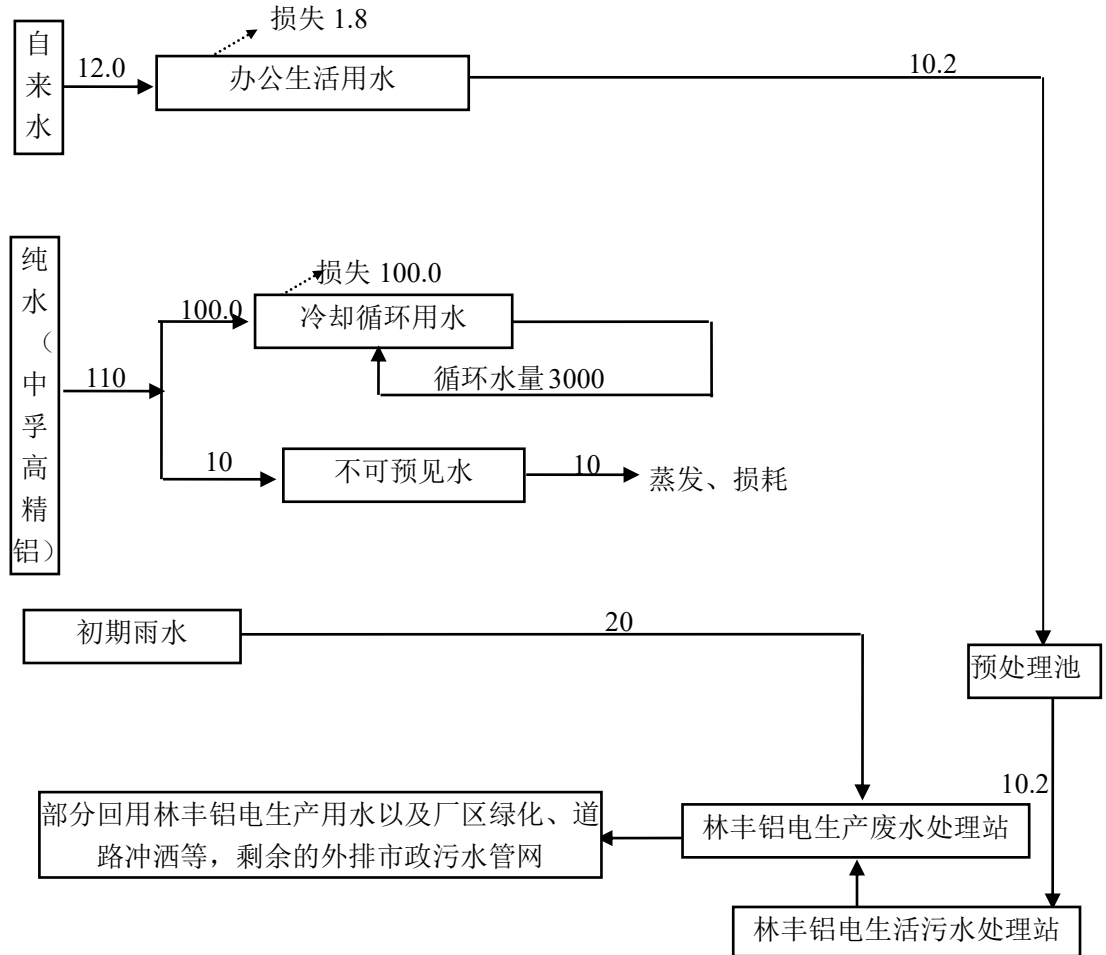 损失 1.8
自来水
12.0
办公生活用水
10.2
纯水（中孚高精铝）
损失 100.0
100.0
冷却循环用水
110
循环水量 3000
10
不可预见水
10
蒸发、损耗
初期雨水
20
预处理池
10.2
部分回用林丰铝电生产用水以及厂区绿化、道
路冲洒等，剩余的外排市政污水管网
林丰铝电生产废水处理站
林丰铝电生活污水处理站